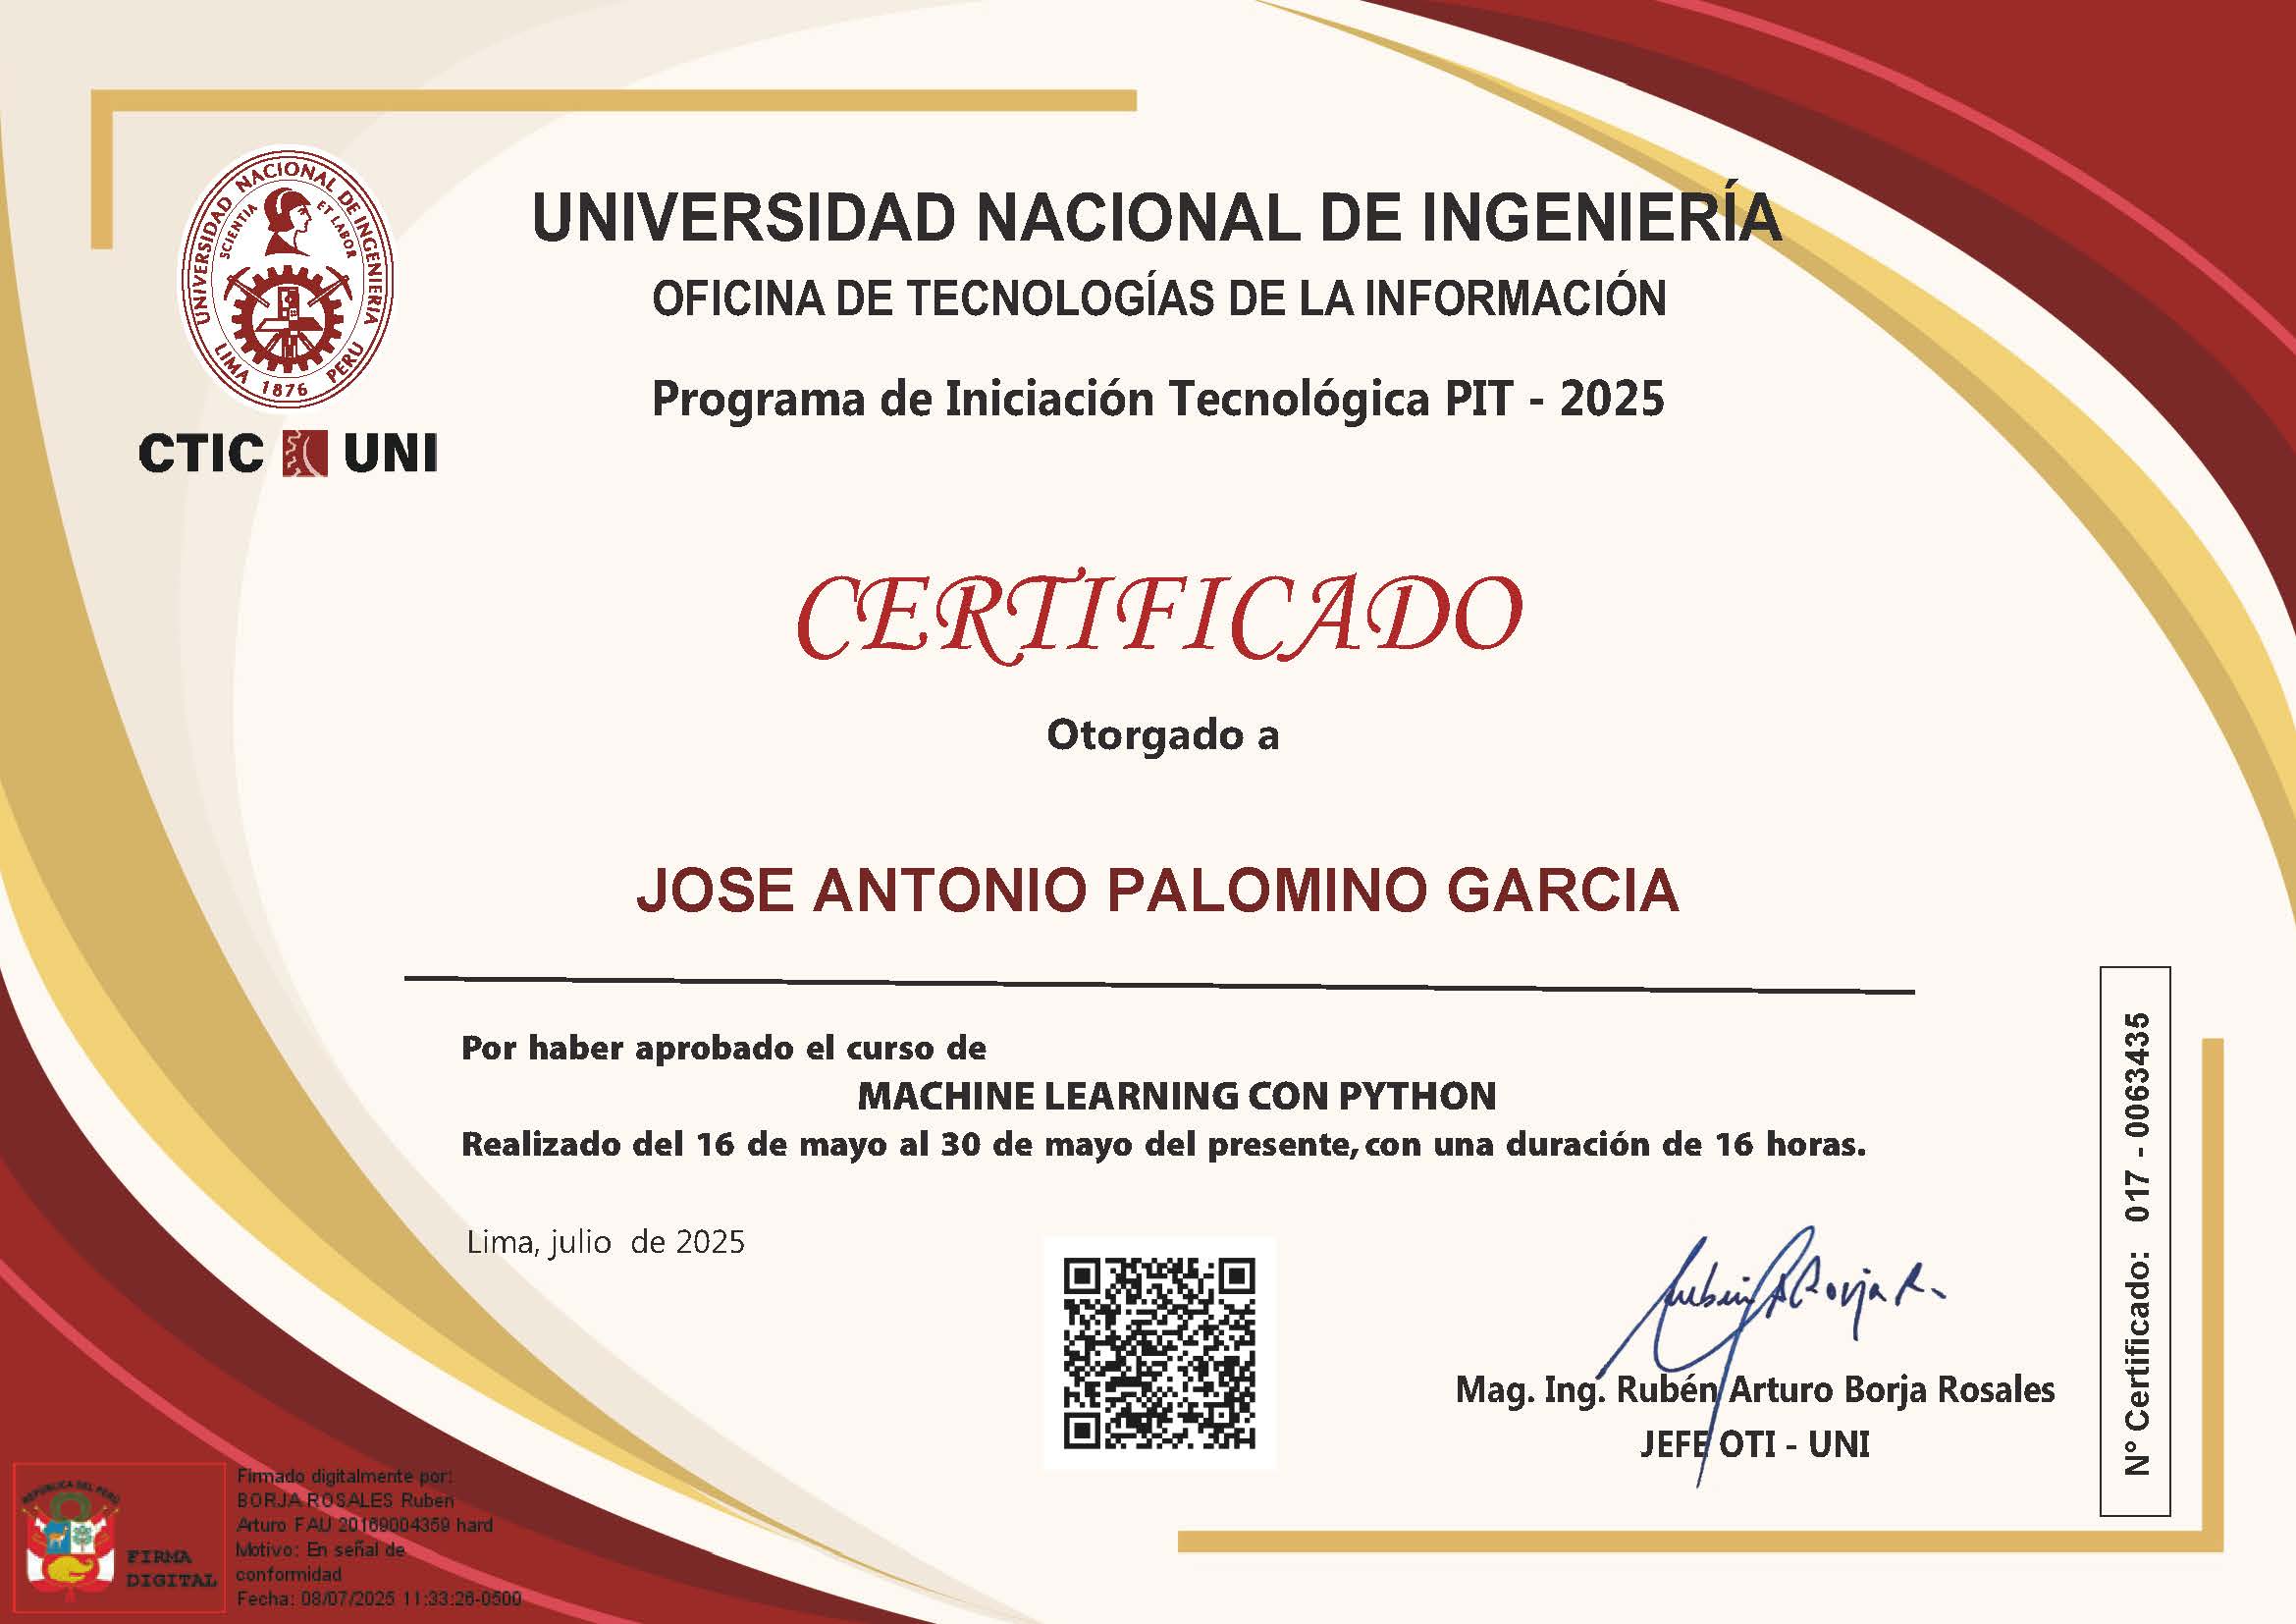 UNIVERSIDAD NACIONAL DE INGENIERIA
SCIENTIA ET LABOR
LIMA 1876 PERU
CTIC UNI
UNIVERSIDAD NACIONAL DE INGENIERÍA
OFICINA DE TECNOLOGÍAS DE LA INFORMACIÓN
Programa de Iniciación Tecnológica PIT - 2025
CERTIFICADO
Otorgado a
JOSE ANTONIO PALOMINO GARCIA
Por haber aprobado el curso de
MACHINE LEARNING CON PYTHON
Realizado del 16 de mayo al 30 de mayo del presente, con una duración de 16 horas.
Lima, julio de 2025
Rubén A Borja R.
Mag. Ing. Rubén Arturo Borja Rosales
JEFE OTI - UNI
N° Certificado: 017 - 0063435
REPUBLICA DEL PERU
FIRMA
DIGITAL
Firmado digitalmente por:
BORJA ROSALES Ruben
Arturo FAU 20169004359 hard
Motivo: En señal de
conformidad
Fecha: 08/07/2025 11:33:26-0500